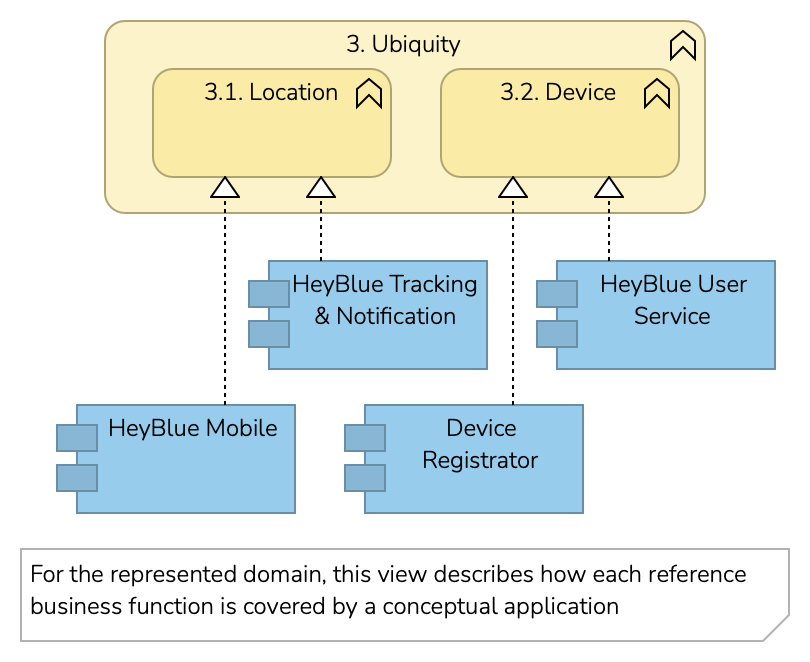 3. Ubiquity
3.1. Location
3.2. Device
HeyBlue Tracking
& Notification
HeyBlue User
Service
HeyBlue Mobile
Device
Registrator
For the represented domain, this view describes how each reference
business function is covered by a conceptual application